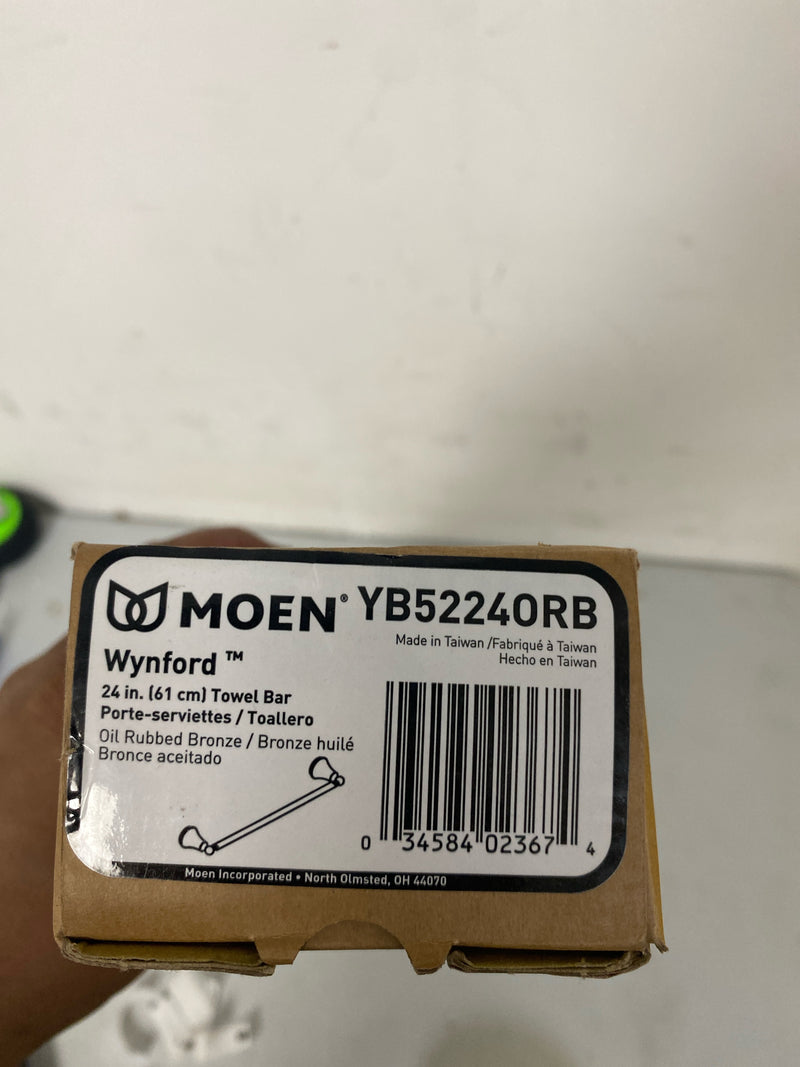 MOEN® YB5224ORB
Made in Taiwan /Fabriqué à Taiwan
Hecho en Taiwan
Wynford ™
24 in. (61 cm) Towel Bar
Porte-serviettes / Toallero
Oil Rubbed Bronze / Bronze huilé
Bronce aceitado
0 34584 02367 4
Moen Incorporated • North Olmsted, OH 44070